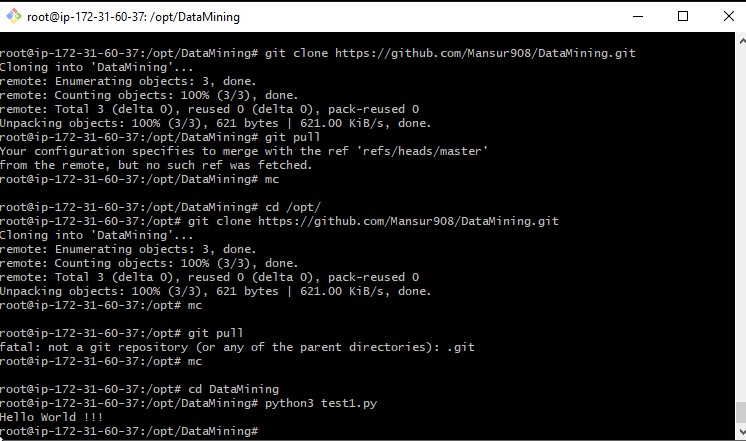 root@ip-172-31-60-37: /opt/DataMining
root@ip-172-31-60-37:/opt/DataMining# git clone https://github.com/Mansur908/DataMining.git
Cloning into 'DataMining'...
remote: Enumerating objects: 3, done.
remote: Counting objects: 100% (3/3), done.
remote: Total 3 (delta 0), reused 0 (delta 0), pack-reused 0
Unpacking objects: 100% (3/3), 621 bytes | 621.00 KiB/s, done.
root@ip-172-31-60-37:/opt/DataMining# git pull
Your configuration specifies to merge with the ref 'refs/heads/master'
from the remote, but no such ref was fetched.
root@ip-172-31-60-37:/opt/DataMining# mc
root@ip-172-31-60-37:/opt/DataMining# cd /opt/
root@ip-172-31-60-37:/opt# git clone https://github.com/Mansur908/DataMining.git
Cloning into 'DataMining'...
remote: Enumerating objects: 3, done.
remote: Counting objects: 100% (3/3), done.
remote: Total 3 (delta 0), reused 0 (delta 0), pack-reused 0
Unpacking objects: 100% (3/3), 621 bytes | 621.00 KiB/s, done.
root@ip-172-31-60-37:/opt# mc
root@ip-172-31-60-37:/opt# git pull
fatal: not a git repository (or any of the parent directories): .git
root@ip-172-31-60-37:/opt# mc
root@ip-172-31-60-37:/opt# cd DataMining
root@ip-172-31-60-37:/opt/DataMining# python3 test1.py
Hello World !!!
root@ip-172-31-60-37:/opt/DataMining#